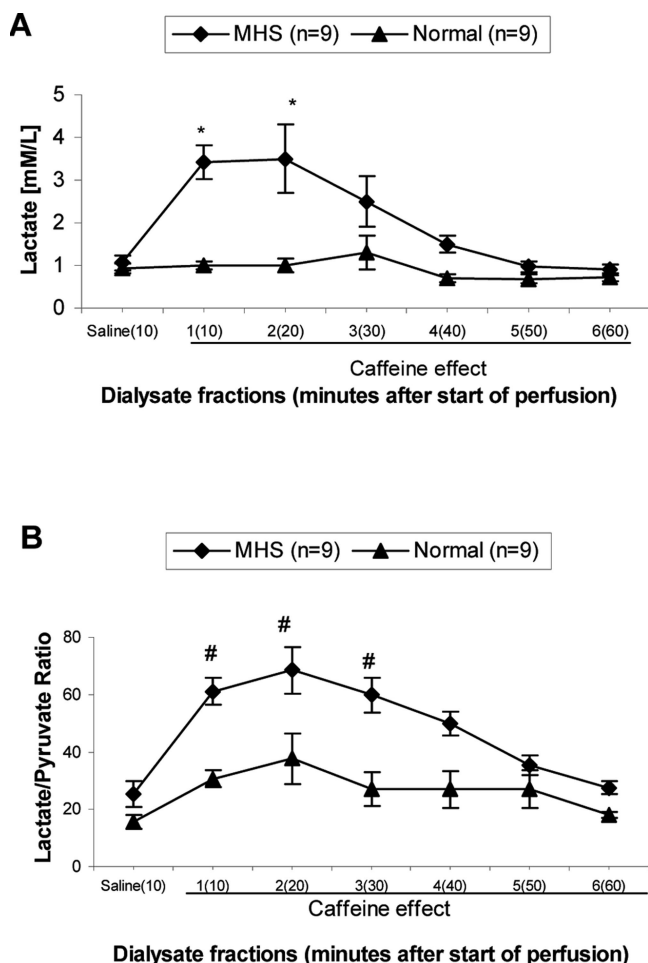 A
MHS (n=9) Normal (n=9)
Lactate [mM/L]
5
4
3
2
1
0
* *
Saline(10) 1(10) 2(20) 3(30) 4(40) 5(50) 6(60)
Caffeine effect
Dialysate fractions (minutes after start of perfusion)
B
MHS (n=9) Normal (n=9)
Lactate/Pyruvate Ratio
80
60
40
20
0
# # #
Saline(10) 1(10) 2(20) 3(30) 4(40) 5(50) 6(60)
Caffeine effect
Dialysate fractions (minutes after start of perfusion)